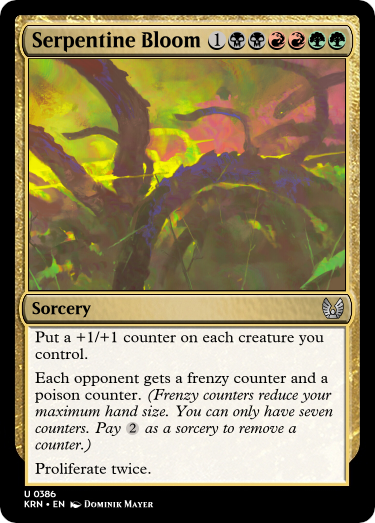 Serpentine Bloom 1
Sorcery
Put a +1/+1 counter on each creature you
control.
Each opponent gets a frenzy counter and a
poison counter. (Frenzy counters reduce your
maximum hand size. You can only have seven
counters. Pay 2 as a sorcery to remove a
counter.)
Proliferate twice.
U 0386
KRN • EN Dominik Mayer